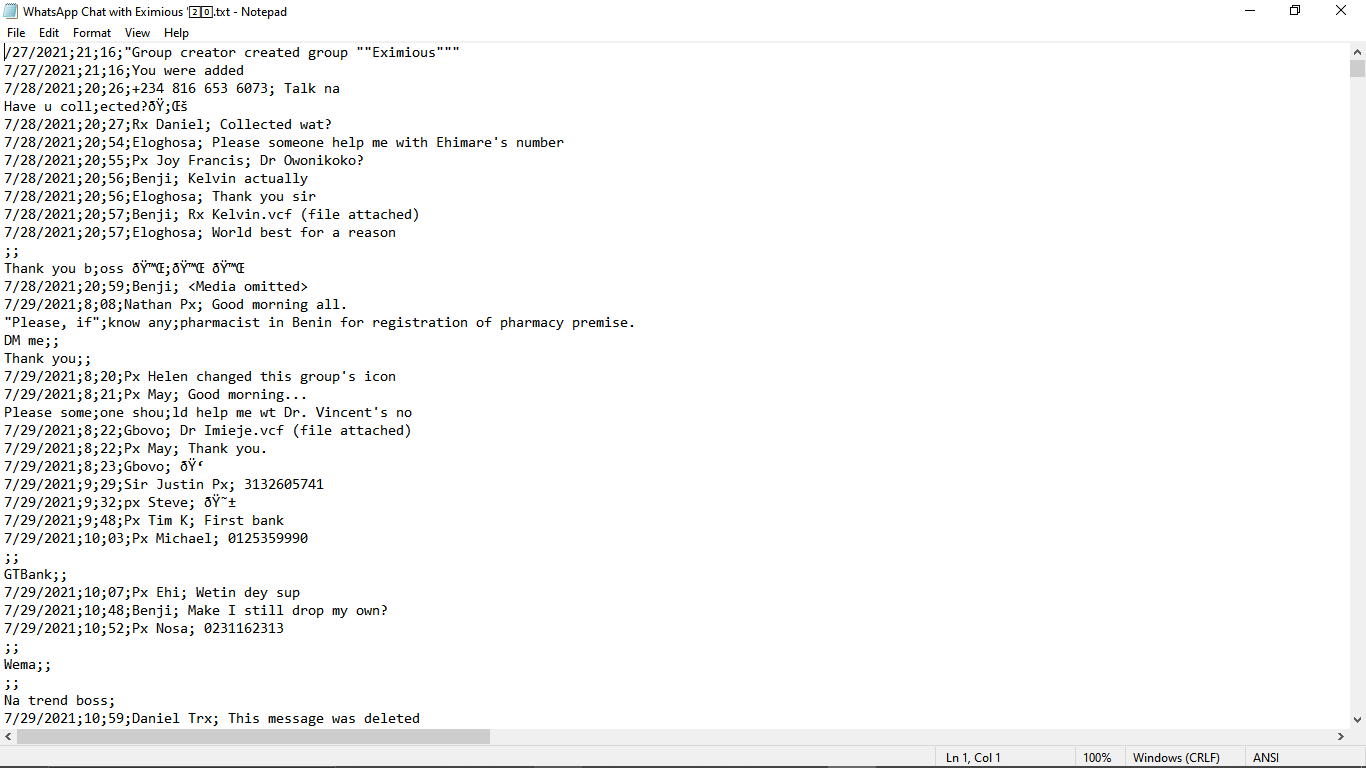 WhatsApp Chat with Eximious '2️⃣0️⃣.txt - Notepad
File Edit Format View Help
/27/2021;21;16;"Group creator created group ""Eximious"""
7/27/2021;21;16;You were added
7/28/2021;20;26;+234 816 653 6073; Talk na
Have u coll;ected?ðŸ;Œš
7/28/2021;20;27;Rx Daniel; Collected wat?
7/28/2021;20;54;Eloghosa; Please someone help me with Ehimare's number
7/28/2021;20;55;Px Joy Francis; Dr Owonikoko?
7/28/2021;20;56;Benji; Kelvin actually
7/28/2021;20;56;Eloghosa; Thank you sir
7/28/2021;20;57;Benji; Rx Kelvin.vcf (file attached)
7/28/2021;20;57;Eloghosa; World best for a reason
;;
Thank you b;oss ðŸ™Œ;ðŸ™Œ ðŸ™Œ
7/28/2021;20;59;Benji; <Media omitted>
7/29/2021;8;08;Nathan Px; Good morning all.
"Please, if";know any;pharmacist in Benin for registration of pharmacy premise.
DM me;;
Thank you;;
7/29/2021;8;20;Px Helen changed this group's icon
7/29/2021;8;21;Px May; Good morning...
Please some;one shou;ld help me wt Dr. Vincent's no
7/29/2021;8;22;Gbovo; Dr Imieje.vcf (file attached)
7/29/2021;8;22;Px May; Thank you.
7/29/2021;8;23;Gbovo; ðŸ‘
7/29/2021;9;29;Sir Justin Px; 3132605741
7/29/2021;9;32;px Steve; ðŸ˜±
7/29/2021;9;48;Px Tim K; First bank
7/29/2021;10;03;Px Michael; 0125359990
;;
GTBank;;
7/29/2021;10;07;Px Ehi; Wetin dey sup
7/29/2021;10;48;Benji; Make I still drop my own?
7/29/2021;10;52;Px Nosa; 0231162313
;;
Wema;;
;;
Na trend boss;
7/29/2021;10;59;Daniel Trx; This message was deleted
Ln 1, Col 1 100% Windows (CRLF) ANSI